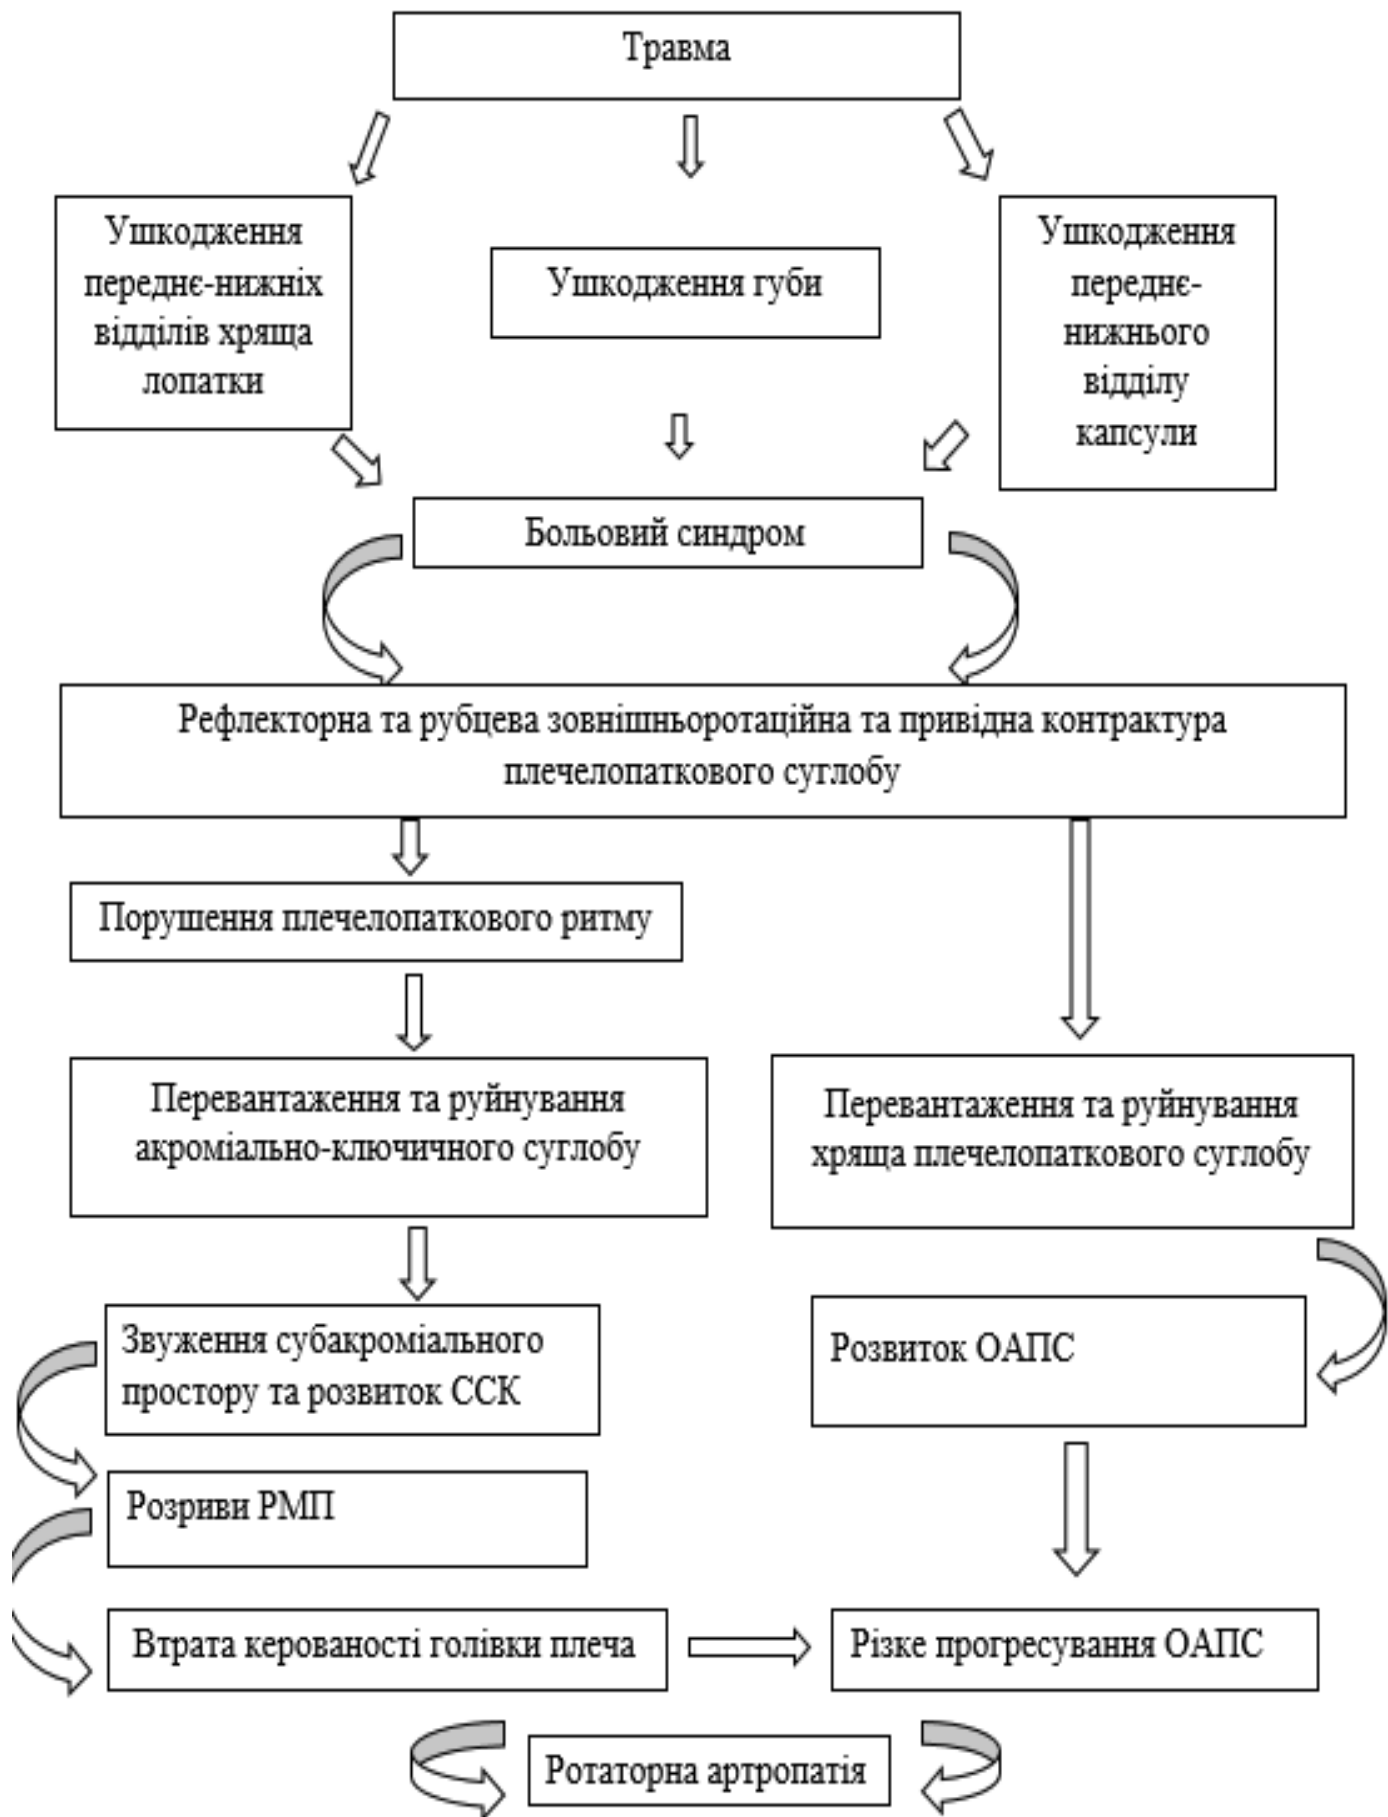 Травма
Ушкодження
переднє-нижніх
відділів хряща
лопатки
Ушкодження губи
Ушкодження
переднє-
нижнього
відділу
капсули
Больовий синдром
Рефлекторна та рубцева зовнішньоротаційна та привідна контрактура
плечелопаткового суглобу
Порушення плечелопаткового ритму
Перевантаження та руйнування
акроміально-ключичного суглобу
Перевантаження та руйнування
хряща плечелопаткового суглобу
Звуження субакроміального
простору та розвиток ССК
Розвиток ОАПС
Розриви РМП
Втрата керованості голівки плеча
Різке прогресування ОАПС
Ротаторна артропатія